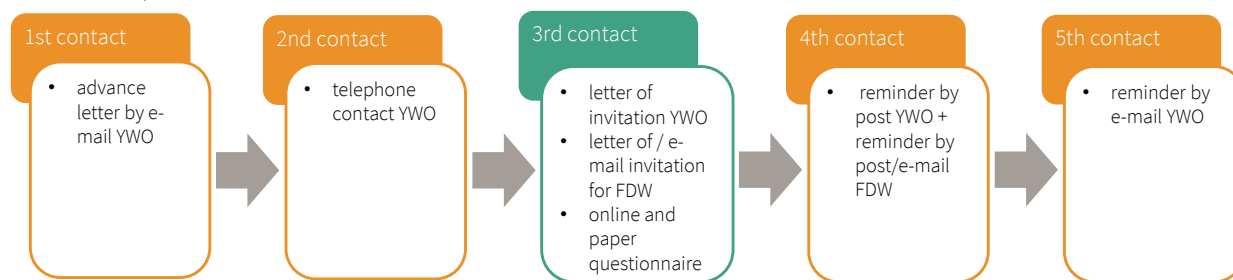 1st contact
• advance
letter by e-
mail YWO
2nd contact
• telephone
contact YWO
3rd contact
• letter of
invitation YWO
• letter of / e-
mail invitation
for FDW
• online and
paper
questionnaire
4th contact
• reminder by
post YWO +
reminder by
post/e-mail
FDW
5th contact
• reminder by
e-mail YWO